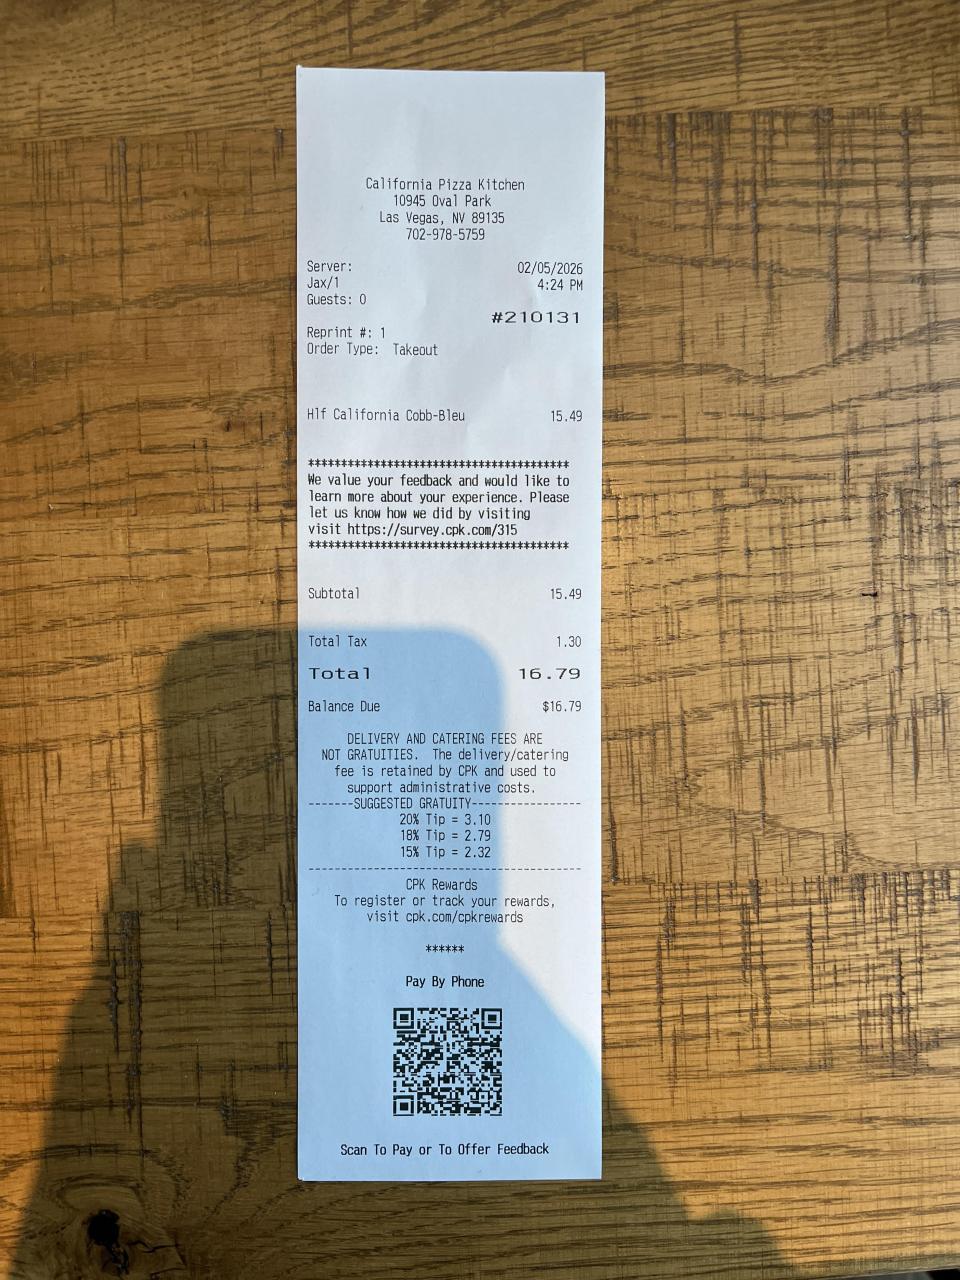 California Pizza Kitchen
10945 Oval Park
Las Vegas, NV 89135
702-978-5759
Server: 02/05/2026
Jax/1 4:24 PM
Guests: 0
#210131
Reprint #: 1
Order Type: Takeout
Hlf California Cobb-Bleu 15.49
****************************************
We value your feedback and would like to
learn more about your experience. Please
let us know how we did by visiting
visit https://survey.cpk.com/315
****************************************
Subtotal 15.49
Total Tax 1.30
Total 16.79
Balance Due $16.79
DELIVERY AND CATERING FEES ARE
NOT GRATUITIES. The delivery/catering
fee is retained by CPK and used to
support administrative costs.
-------SUGGESTED GRATUITY-----------------
20% Tip = 3.10
18% Tip = 2.79
15% Tip = 2.32
------------------------------------------
CPK Rewards
To register or track your rewards,
visit cpk.com/cpkrewards
******
Pay By Phone
Scan To Pay or To Offer Feedback